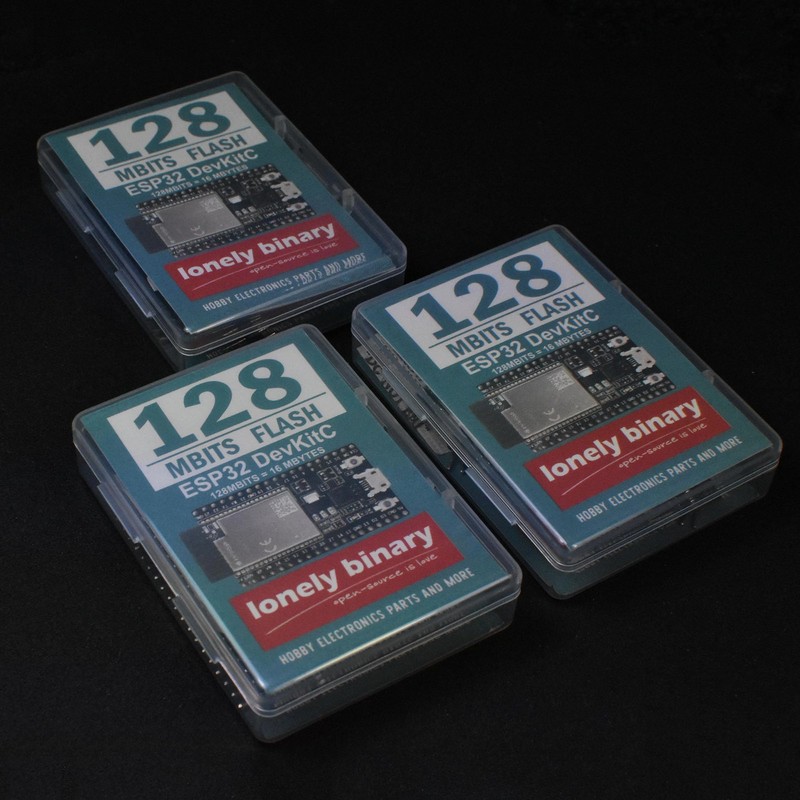 128
MBITS FLASH
ESP32 DevKitC
128MBITS = 16 MBYTES
lonely binary
open-source is love
HOBBY ELECTRONICS PARTS AND MORE
128
MBITS FLASH
ESP32 DevKitC
128MBITS = 16 MBYTES
lonely binary
open-source is love
HOBBY ELECTRONICS PARTS AND MORE
128
MBITS FLASH
ESP32 DevKitC
128MBITS = 16 MBYTES
lonely binary
open-source is love
HOBBY ELECTRONICS PARTS AND MORE